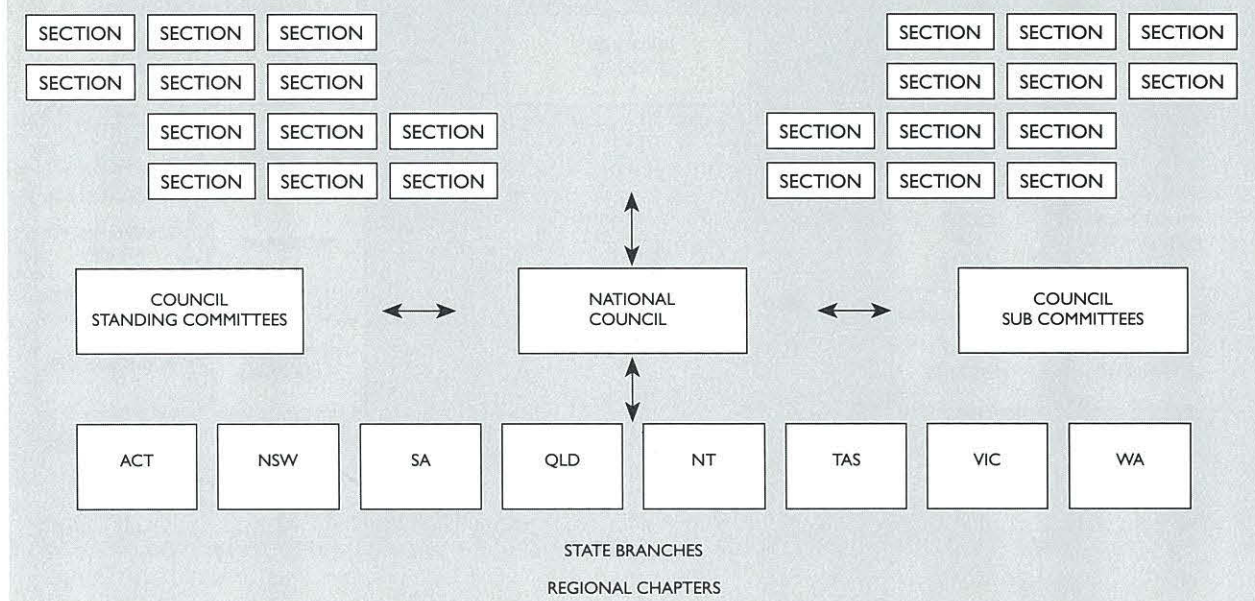 SECTION SECTION SECTION SECTION SECTION SECTION
SECTION SECTION SECTION SECTION SECTION SECTION
SECTION SECTION SECTION SECTION SECTION SECTION
SECTION SECTION SECTION SECTION SECTION SECTION
COUNCIL
STANDING COMMITTEES
NATIONAL
COUNCIL
COUNCIL
SUB COMMITTEES
ACT NSW SA QLD NT TAS VIC WA
STATE BRANCHES
REGIONAL CHAPTERS